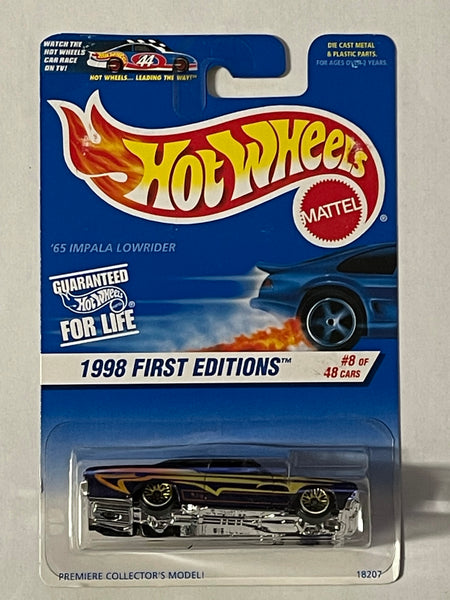 WATCH THE
HOT WHEELS
CAR RACE
ON TV!
44
HOT WHEELS... LEADING THE WAY!™
DIE CAST METAL
& PLASTIC PARTS.
FOR AGES OVER 3 YEARS.
Hot Wheels
MATTEL
®
'65 IMPALA LOWRIDER
GUARANTEED
Hot Wheels
FOR LIFE
1998 FIRST EDITIONS™
#8 OF
48 CARS
PREMIERE COLLECTOR'S MODEL!
18207